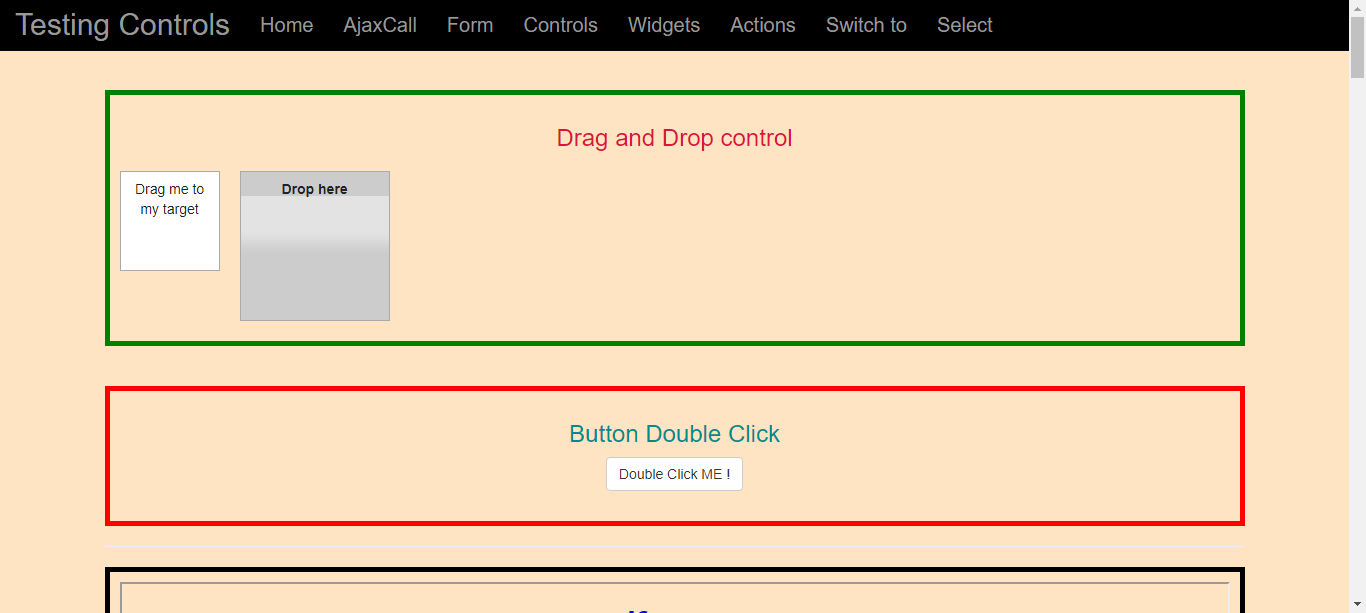 Testing Controls Home AjaxCall Form Controls Widgets Actions Switch to Select
Drag and Drop control
Drag me to
my target
Drop here
Button Double Click
Double Click ME !